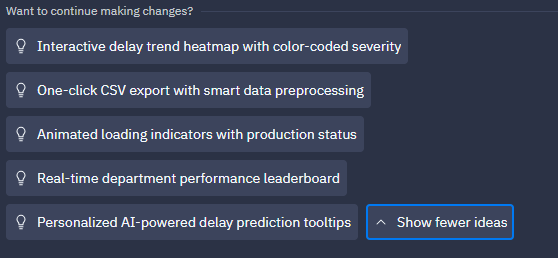 Want to continue making changes?
Interactive delay trend heatmap with color-coded severity
One-click CSV export with smart data preprocessing
Animated loading indicators with production status
Real-time department performance leaderboard
Personalized AI-powered delay prediction tooltips
Show fewer ideas